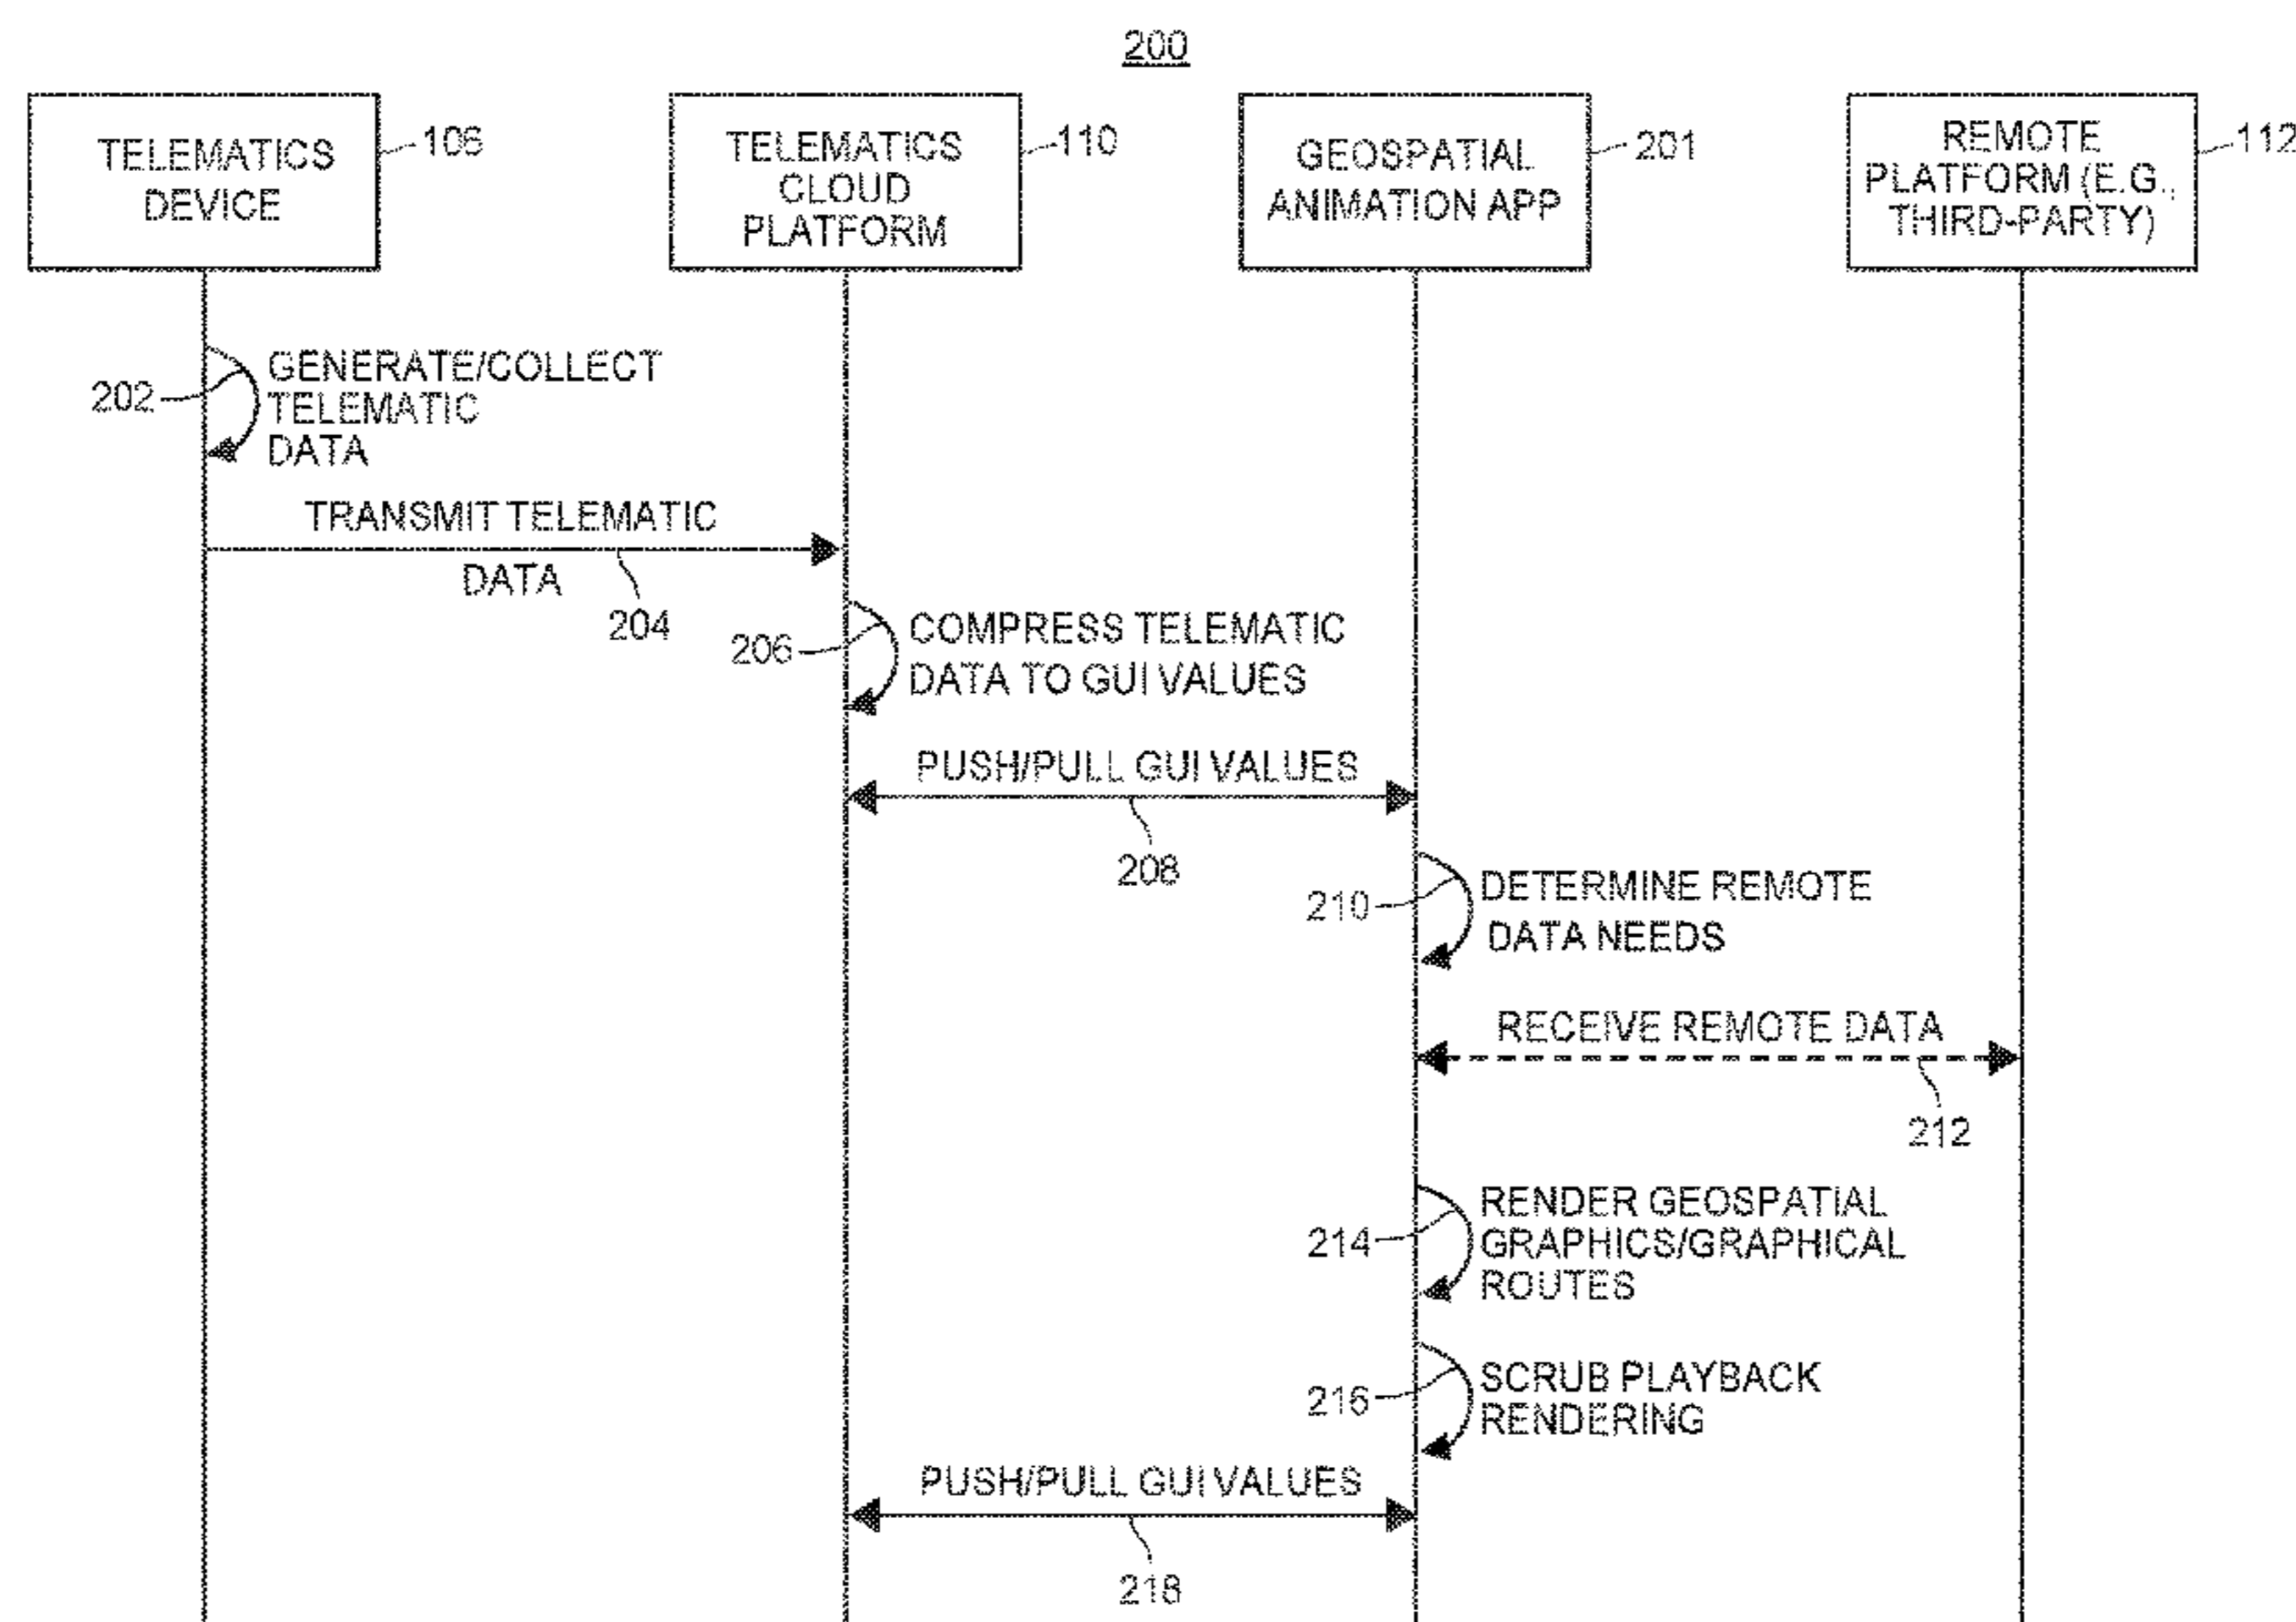 200
TELEMATICS
DEVICE
106
TELEMATICS
CLOUD
PLATFORM
110
GEOSPATIAL
ANIMATION APP
201
REMOTE
PLATFORM (E.G.,
THIRD-PARTY)
112
202
GENERATE/COLLECT
TELEMATIC
DATA
TRANSMIT TELEMATIC
DATA
204
206
COMPRESS TELEMATIC
DATA TO GUI VALUES
PUSH/PULL GUI VALUES
208
210
DETERMINE REMOTE
DATA NEEDS
RECEIVE REMOTE DATA
212
214
RENDER GEOSPATIAL
GRAPHICS/GRAPHICAL
ROUTES
216
SCRUB PLAYBACK
RENDERING
PUSH/PULL GUI VALUES
218